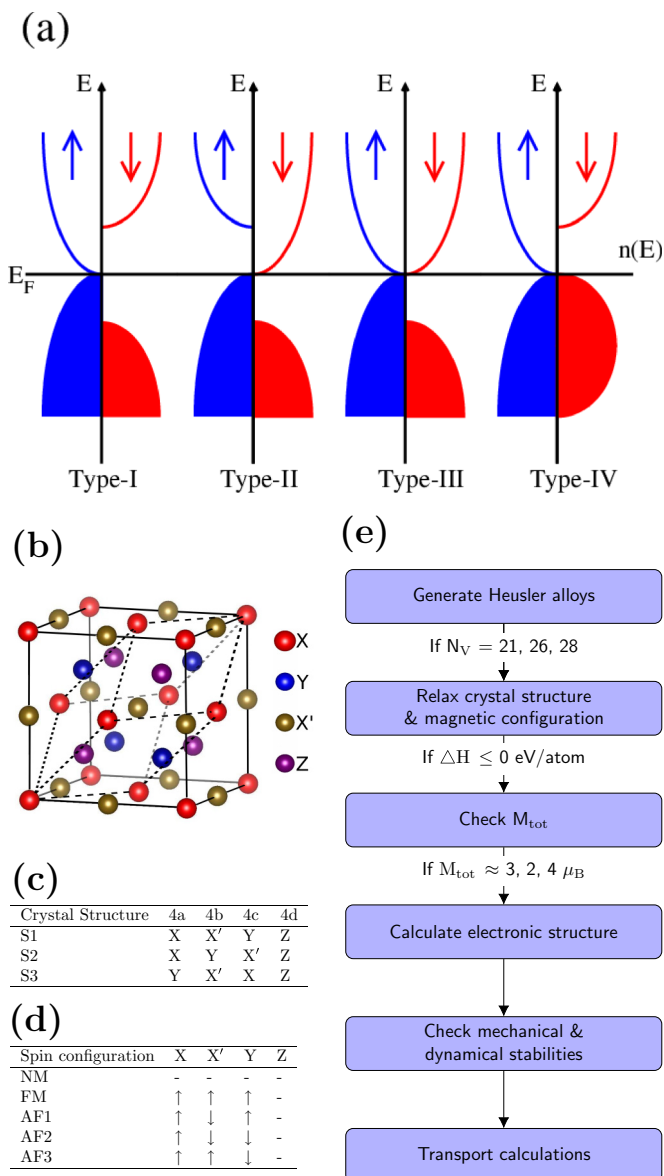 (a)
E E E E
n(E)
E_F
Type-I Type-II Type-III Type-IV
(b)
X
Y
X'
Z
(c)
Crystal Structure 4a 4b 4c 4d
S1 X X′ Y Z
S2 X Y X′ Z
S3 Y X′ X Z
(d)
Spin configuration X X′ Y Z
NM - - - -
FM ↑ ↑ ↑ -
AF1 ↑ ↓ ↑ -
AF2 ↑ ↓ ↓ -
AF3 ↑ ↑ ↓ -
(e)
Generate Heusler alloys
If N_V = 21, 26, 28
Relax crystal structure
& magnetic configuration
If △H ≤ 0 eV/atom
Check M_tot
If M_tot ≈ 3, 2, 4 μ_B
Calculate electronic structure
Check mechanical &
dynamical stabilities
Transport calculations